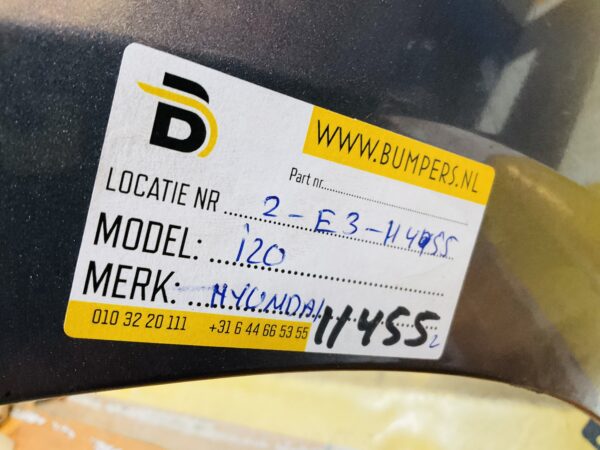 WWW.BUMPERS.NL
Part nr.
LOCATIE NR 2-E3-H455
MODEL: i20
MERK: HYUNDAI
010 32 20 111 +31 6 44 66 53 55
11455